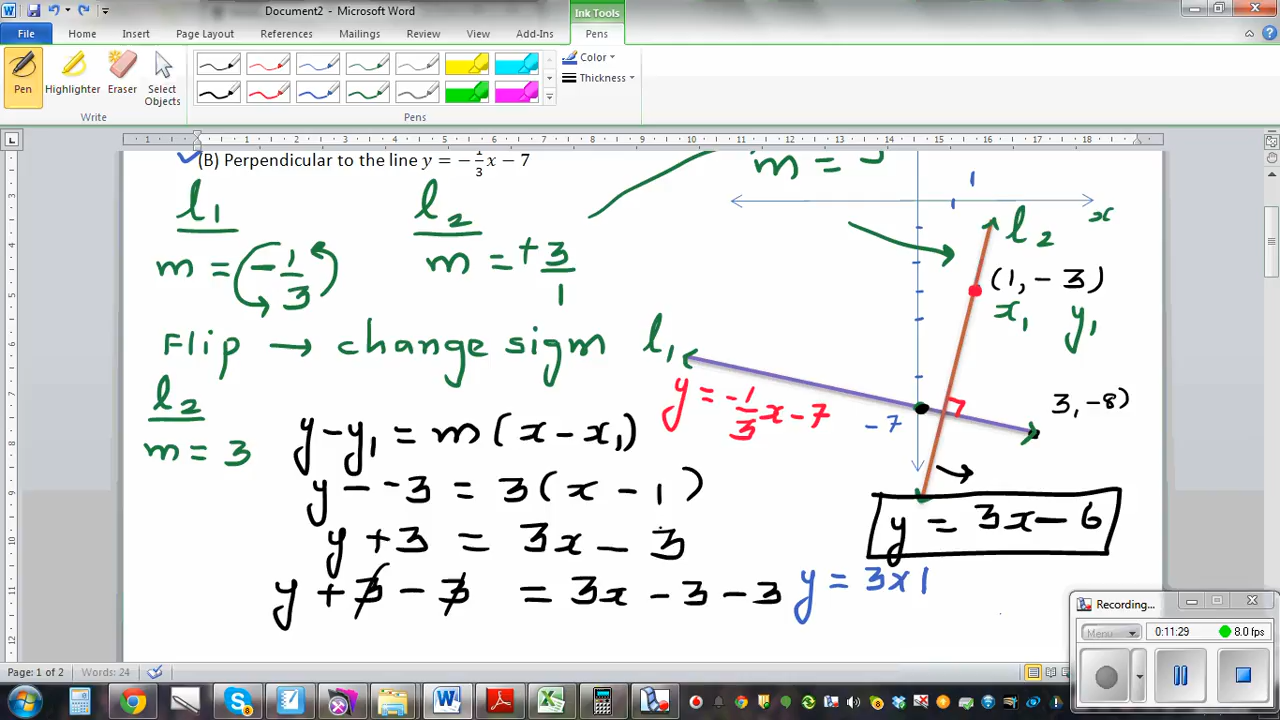 Document2 - Microsoft Word
Ink Tools
File Home Insert Page Layout References Mailings Review View Add-Ins Pens
Pen Highlighter Eraser Select Objects
Color
Thickness
Write Pens
(B) Perpendicular to the line y = −1/3x − 7
l1 l2
m = −1/3 m = +3/1
m =
1
x
l2
(1, -3)
x1 y1
Flip → change sigm
l1
y = -1/3x - 7
-7
3, -8)
l2
m = 3
y - y1 = m(x - x1)
y - -3 = 3(x - 1)
y + 3 = 3x - 3
y + 3 - 3 = 3x - 3 - 3
y = 3x - 6
y = 3x1
Recording...
Menu 0:11:29 8.0 fps
Page: 1 of 2 Words: 24